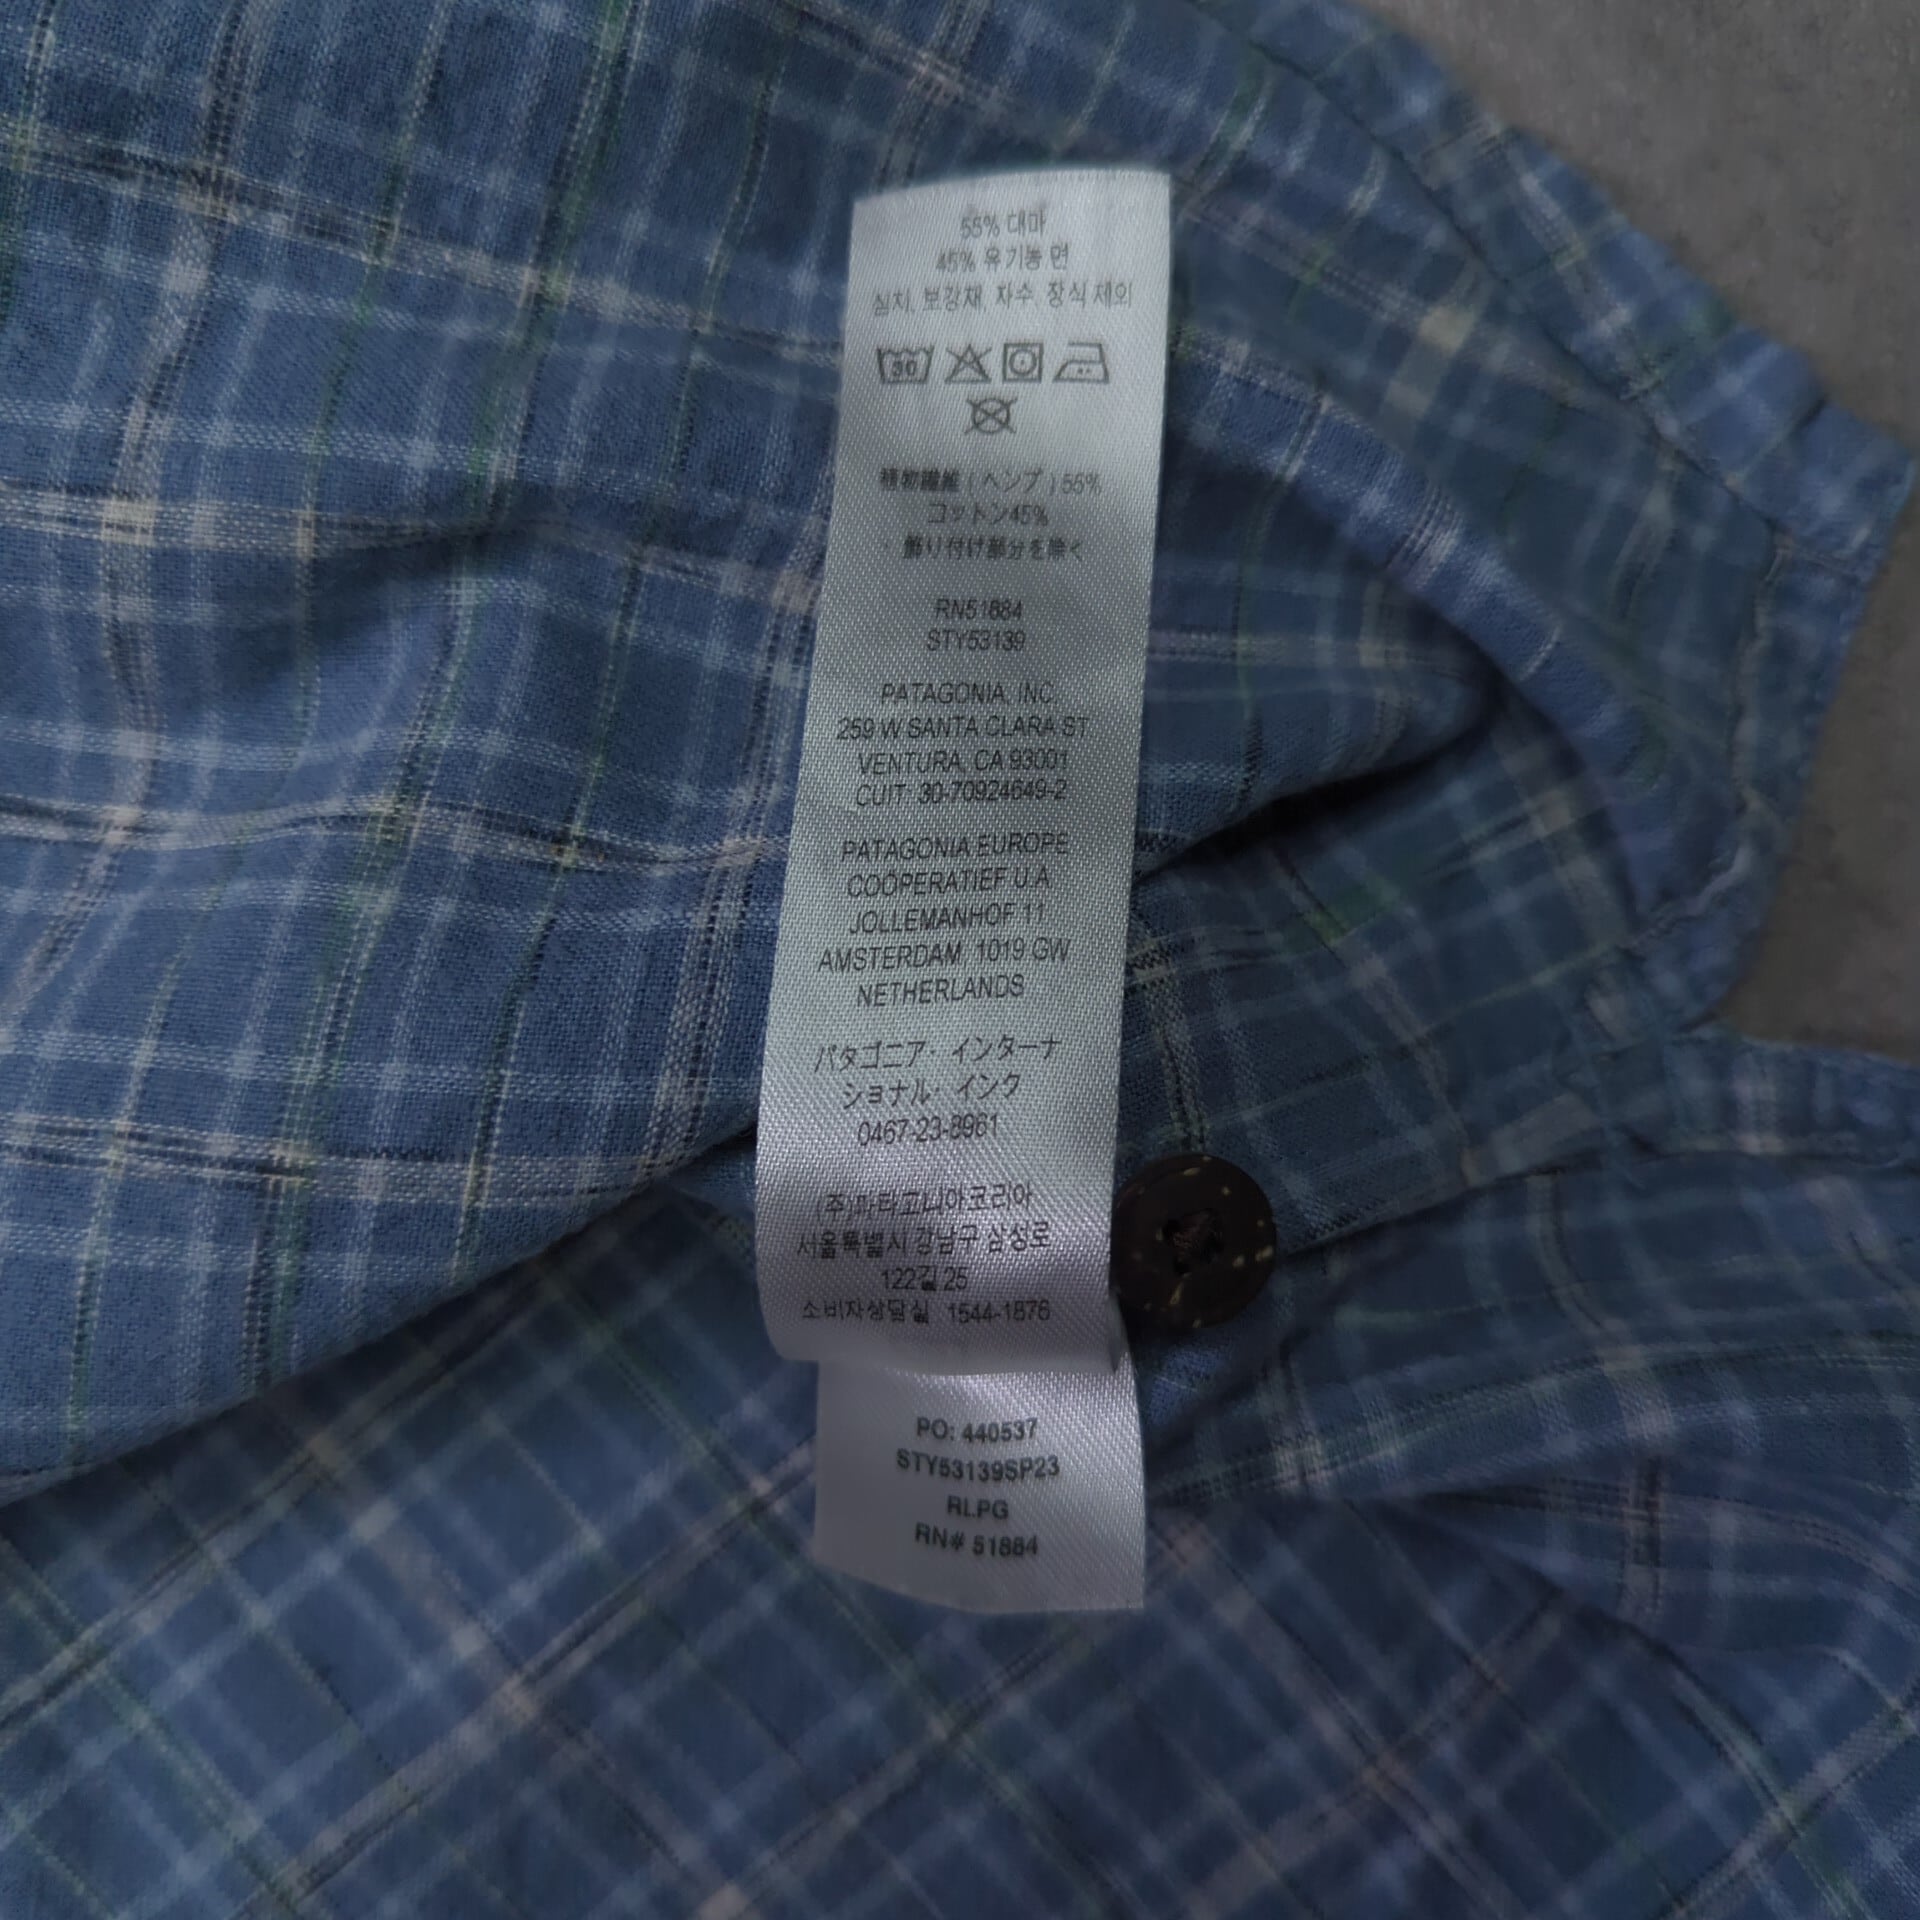 55% 대마
45% 유기농 면
심지, 보강재, 자수, 장식 제외
30
植物繊維 (ヘンプ) 55%
コットン45%
・ 飾り付け部分を除く
RN51884
STY53139
PATAGONIA, INC.
259 W SANTA CLARA ST
VENTURA, CA 93001
CUIT: 30-70924649-2
PATAGONIA EUROPE
COÖPERATIEF U.A
JOLLEMANHOF 11
AMSTERDAM, 1019 GW
NETHERLANDS
パタゴニア・インターナ
ショナル・インク
0467-23-8961
(주)파타고니아코리아
서울특별시 강남구 삼성로
122길 25
소비자상담실 1544-1876
PO: 440537
STY53139SP23
RLPG
RN# 51884